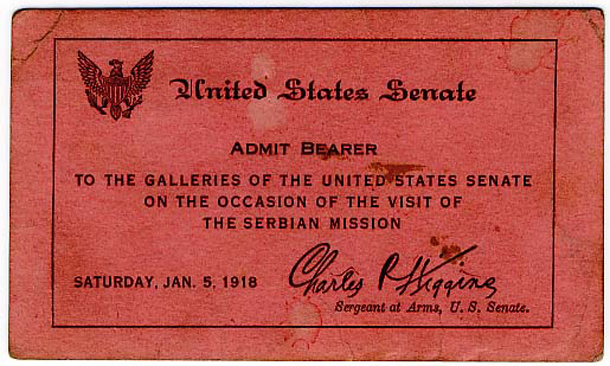 United States Senate
ADMIT BEARER
TO THE GALLERIES OF THE UNITED STATES SENATE
ON THE OCCASION OF THE VISIT OF
THE SERBIAN MISSION
SATURDAY, JAN. 5, 1918
Charles P Higgins
Sergeant at Arms, U. S. Senate.